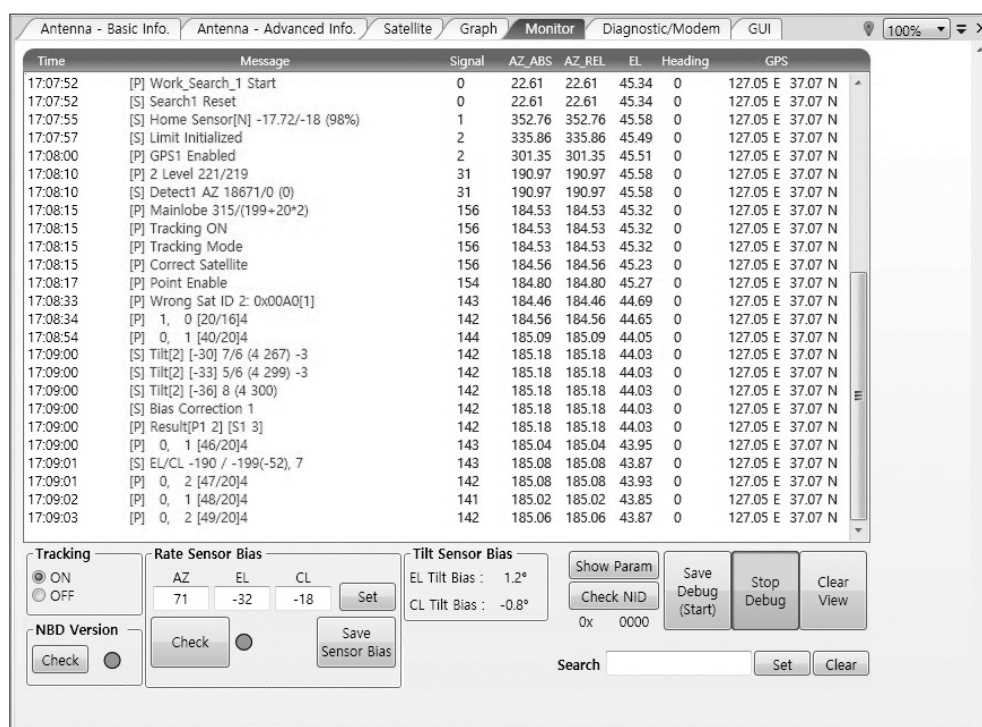 Antenna - Basic Info. Antenna - Advanced Info. Satellite Graph Monitor Diagnostic/Modem GUI 100%
Time Message Signal AZ_ABS AZ_REL EL Heading GPS
17:07:52 [P] Work_Search_1 Start 0 22.61 22.61 45.34 0 127.05 E 37.07 N
17:07:52 [S] Search1 Reset 0 22.61 22.61 45.34 0 127.05 E 37.07 N
17:07:55 [S] Home Sensor[N] -17.72/-18 (98%) 1 352.76 352.76 45.58 0 127.05 E 37.07 N
17:07:57 [S] Limit Initialized 2 335.86 335.86 45.49 0 127.05 E 37.07 N
17:08:00 [P] GPS1 Enabled 2 301.35 301.35 45.51 0 127.05 E 37.07 N
17:08:10 [P] 2 Level 221/219 31 190.97 190.97 45.58 0 127.05 E 37.07 N
17:08:10 [S] Detect1 AZ 18671/0 (0) 31 190.97 190.97 45.58 0 127.05 E 37.07 N
17:08:15 [P] Mainlobe 315/(199+20*2) 156 184.53 184.53 45.32 0 127.05 E 37.07 N
17:08:15 [P] Tracking ON 156 184.53 184.53 45.32 0 127.05 E 37.07 N
17:08:15 [P] Tracking Mode 156 184.53 184.53 45.32 0 127.05 E 37.07 N
17:08:15 [P] Correct Satellite 156 184.56 184.56 45.23 0 127.05 E 37.07 N
17:08:17 [P] Point Enable 154 184.80 184.80 45.27 0 127.05 E 37.07 N
17:08:33 [P] Wrong Sat ID 2: 0x00A0[1] 143 184.46 184.46 44.69 0 127.05 E 37.07 N
17:08:34 [P] 1, 0 [20/16]4 142 184.56 184.56 44.65 0 127.05 E 37.07 N
17:08:54 [P] 0, 1 [40/20]4 144 185.09 185.09 44.05 0 127.05 E 37.07 N
17:09:00 [S] Tilt[2] [-30] 7/6 (4 267) -3 142 185.18 185.18 44.03 0 127.05 E 37.07 N
17:09:00 [S] Tilt[2] [-33] 5/6 (4 299) -3 142 185.18 185.18 44.03 0 127.05 E 37.07 N
17:09:00 [S] Tilt[2] [-36] 8 (4 300) 142 185.18 185.18 44.03 0 127.05 E 37.07 N
17:09:00 [S] Bias Correction 1 142 185.18 185.18 44.03 0 127.05 E 37.07 N
17:09:00 [P] Result[P1 2] [S1 3] 142 185.18 185.18 44.03 0 127.05 E 37.07 N
17:09:00 [P] 0, 1 [46/20]4 143 185.04 185.04 43.95 0 127.05 E 37.07 N
17:09:01 [S] EL/CL -190 / -199(-52), 7 143 185.08 185.08 43.87 0 127.05 E 37.07 N
17:09:01 [P] 0, 2 [47/20]4 142 185.08 185.08 43.93 0 127.05 E 37.07 N
17:09:02 [P] 0, 1 [48/20]4 141 185.02 185.02 43.85 0 127.05 E 37.07 N
17:09:03 [P] 0, 2 [49/20]4 142 185.06 185.06 43.87 0 127.05 E 37.07 N
Tracking
ON
OFF
NBD Version
Check
Rate Sensor Bias
AZ EL CL
71 -32 -18 Set
Check
Save
Sensor Bias
Tilt Sensor Bias
EL Tilt Bias : 1.2°
CL Tilt Bias : -0.8°
Show Param
Check NID
0x 0000
Save
Debug
(Start)
Stop
Debug
Clear
View
Search Set Clear